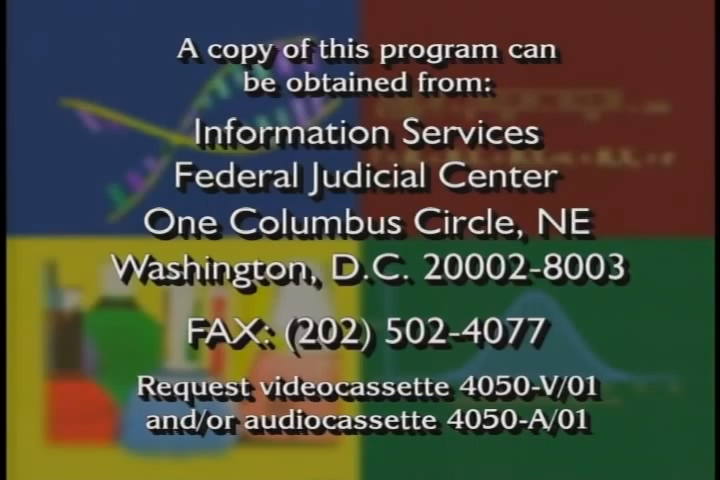 A copy of this program can
be obtained from:
Information Services
Federal Judicial Center
One Columbus Circle, NE
Washington, D.C. 20002-8003
FAX: (202) 502-4077
Request videocassette 4050-V/01
and/or audiocassette 4050-A/01